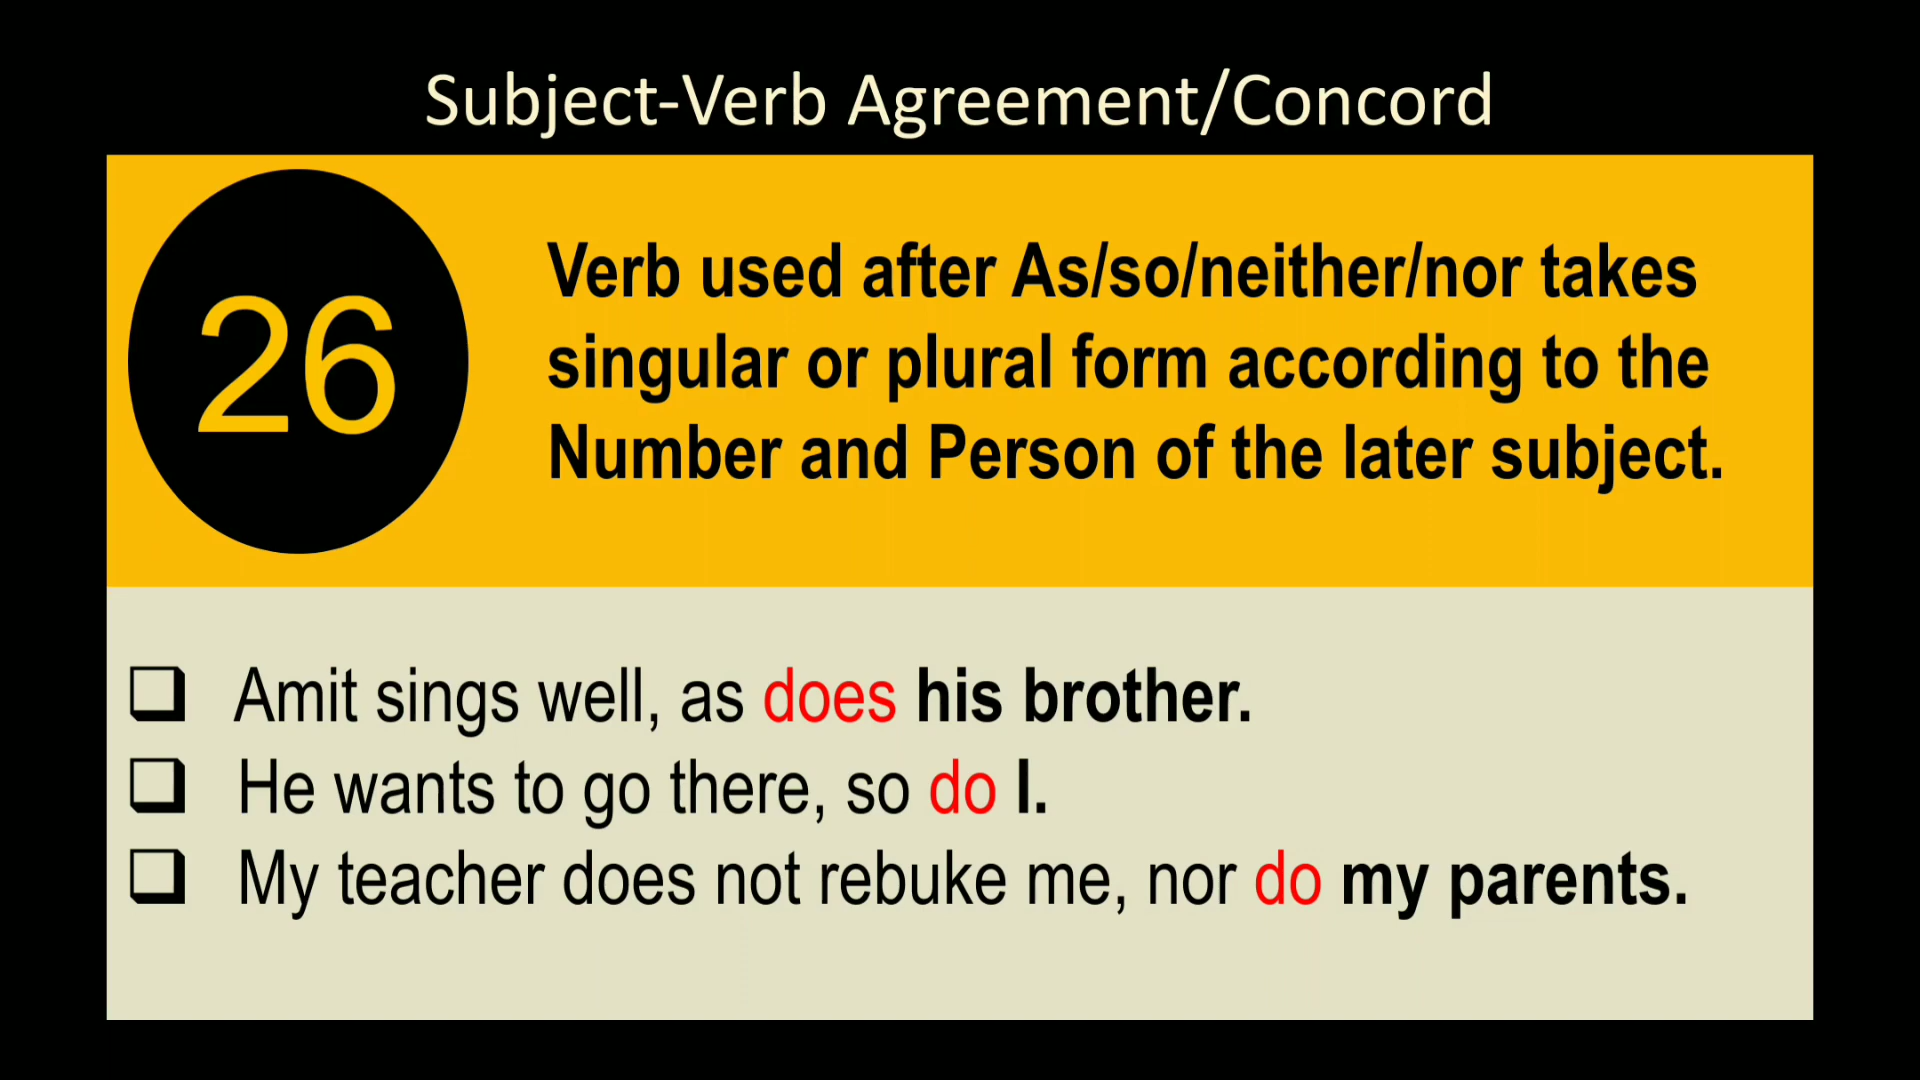 Subject-Verb Agreement/Concord
26
Verb used after As/so/neither/nor takes
singular or plural form according to the
Number and Person of the later subject.
❑ Amit sings well, as does his brother.
❑ He wants to go there, so do I.
❑ My teacher does not rebuke me, nor do my parents.